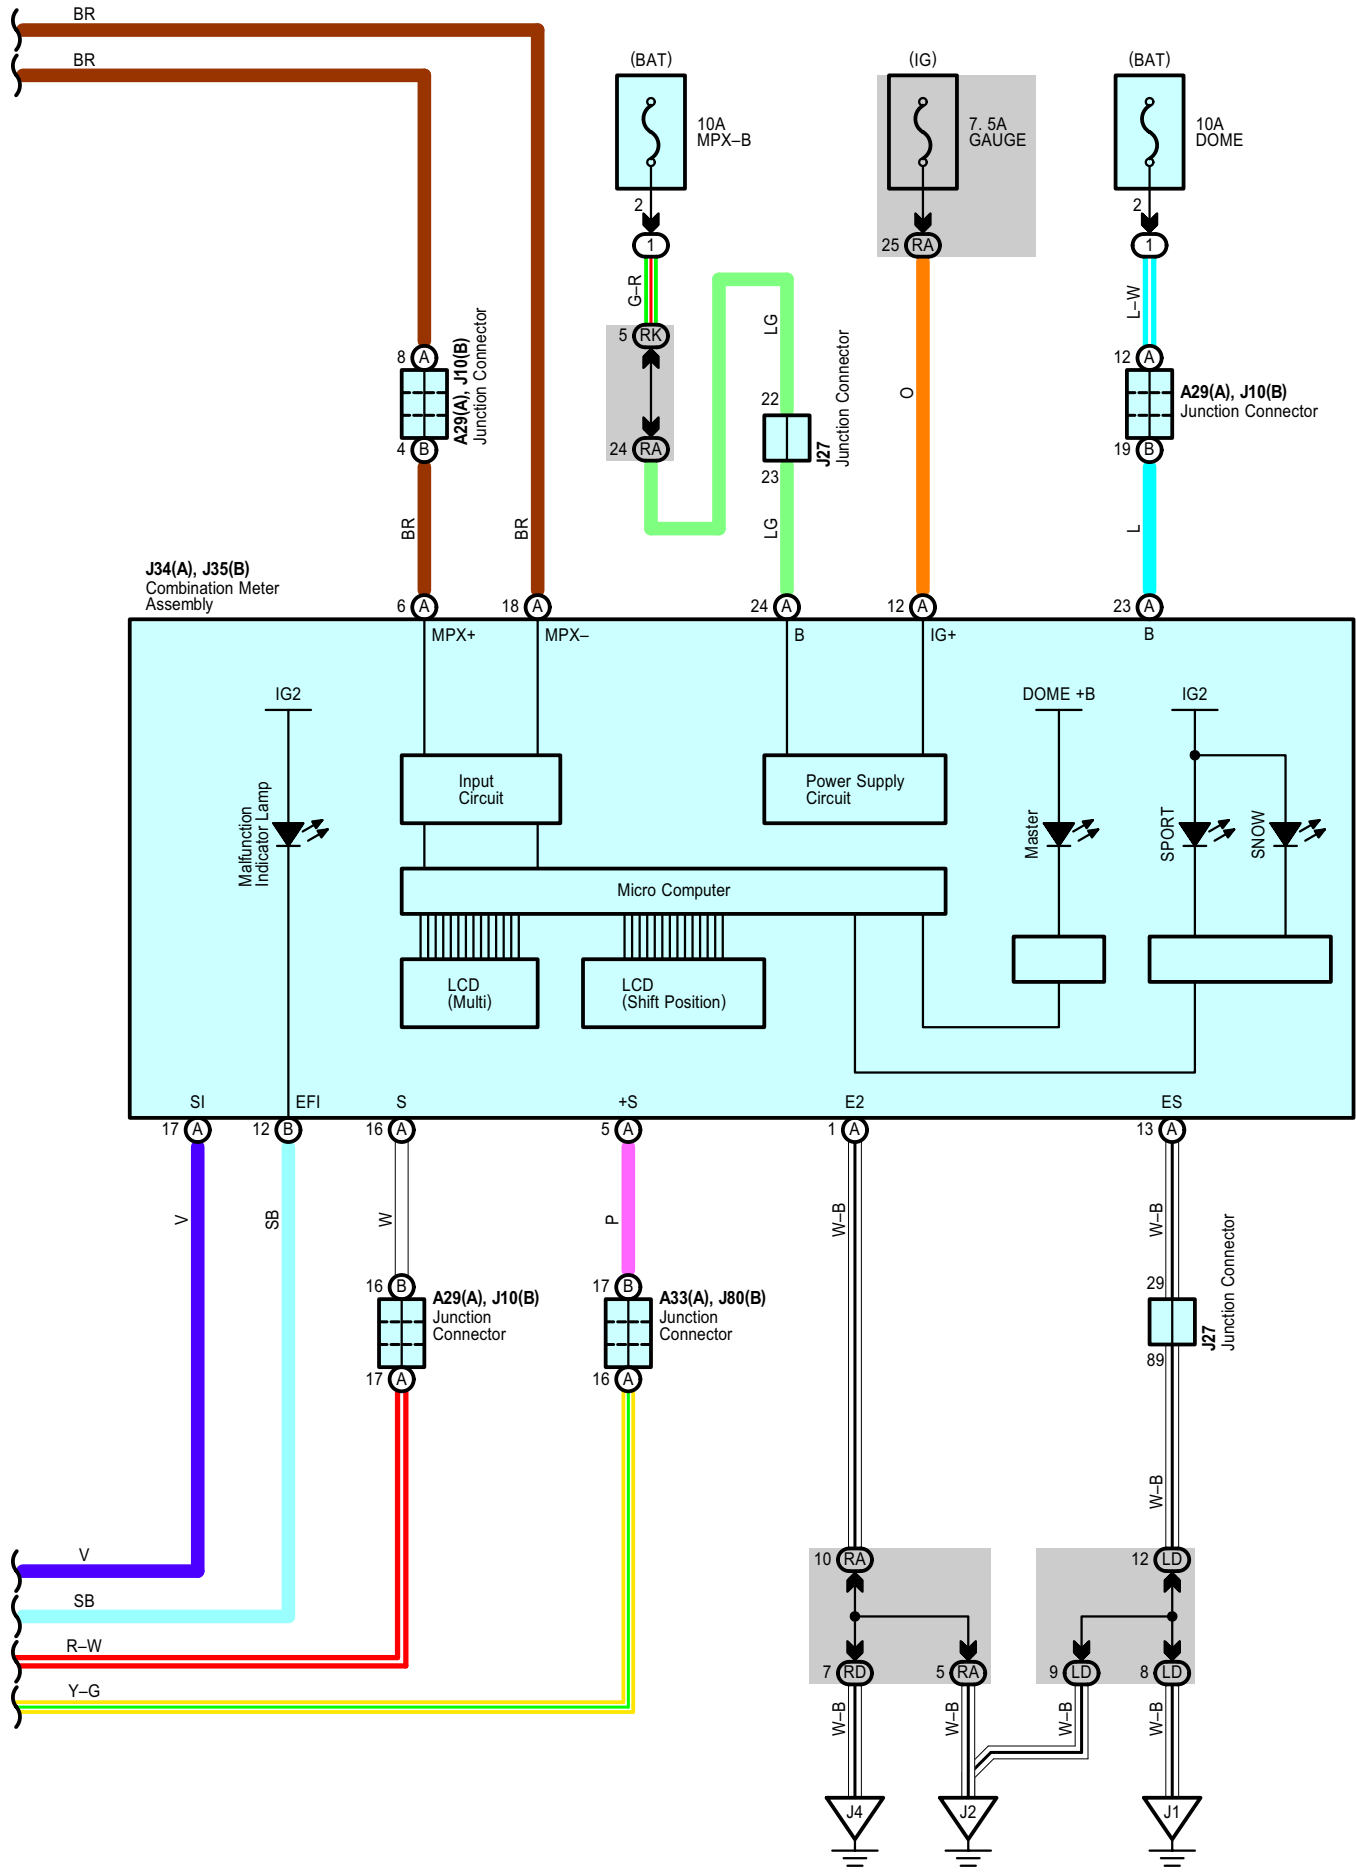 BR
BR
(BAT)
10A
MPX–B
2
1
G–R
5 RK
24 RA
LG
22
J27
Junction Connector
23
LG
(IG)
7. 5A
GAUGE
25 RA
O
(BAT)
10A
DOME
2
1
L–W
12 A
A29(A), J10(B)
Junction Connector
19 B
L
8 A
A29(A), J10(B)
Junction Connector
4 B
BR
BR
J34(A), J35(B)
Combination Meter
Assembly
6 A
18 A
24 A
12 A
23 A
MPX+
MPX–
B
IG+
B
IG2
DOME +B
IG2
Input
Circuit
Power Supply
Circuit
Malfunction
Indicator Lamp
Master
SPORT
SNOW
Micro Computer
LCD
(Multi)
LCD
(Shift Position)
SI
EFI
S
+S
E2
ES
17 A
12 B
16 A
5 A
1 A
13 A
V
SB
W
P
W–B
W–B
16 B
A29(A), J10(B)
Junction
Connector
17 A
17 B
A33(A), J80(B)
Junction
Connector
16 A
29
J27
Junction Connector
89
W–B
V
SB
R–W
Y–G
10 RA
12 LD
7 RD
5 RA
9 LD
8 LD
W–B
W–B
W–B
W–B
J4
J2
J1